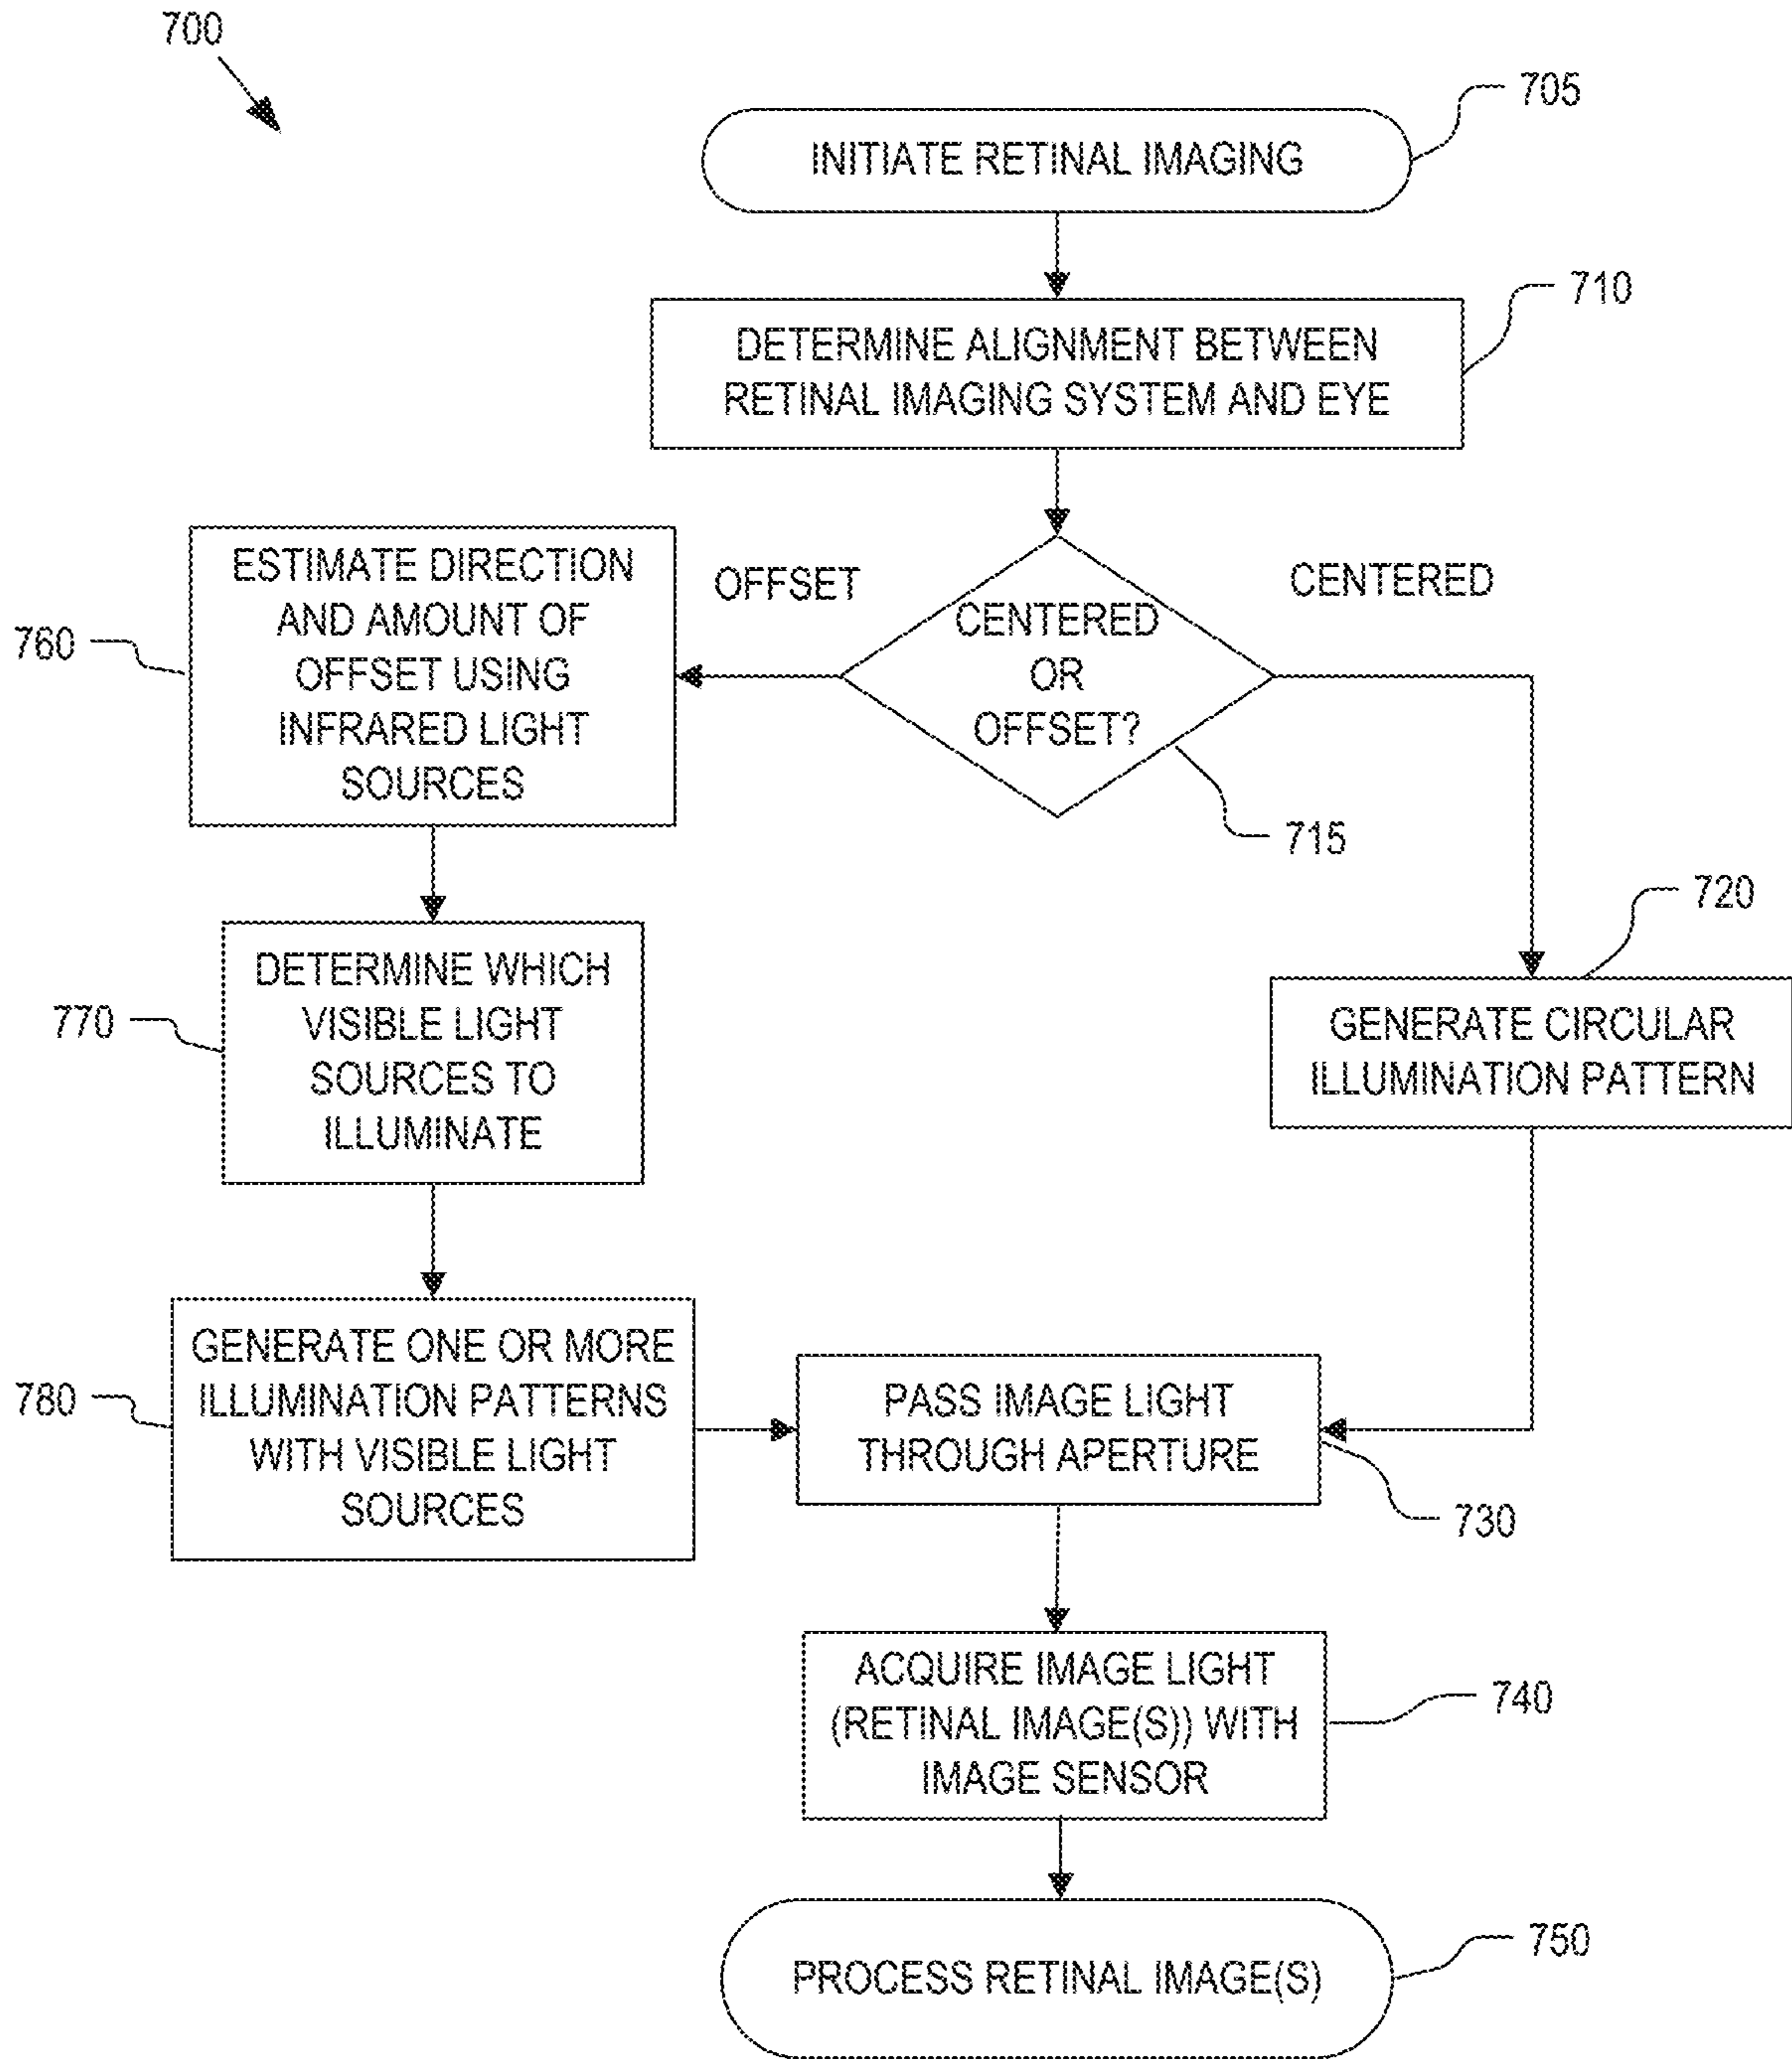 700
705
INITIATE RETINAL IMAGING
710
DETERMINE ALIGNMENT BETWEEN
RETINAL IMAGING SYSTEM AND EYE
OFFSET
CENTERED
CENTERED
OR
OFFSET?
715
760
ESTIMATE DIRECTION
AND AMOUNT OF
OFFSET USING
INFRARED LIGHT
SOURCES
720
GENERATE CIRCULAR
ILLUMINATION PATTERN
770
DETERMINE WHICH
VISIBLE LIGHT
SOURCES TO
ILLUMINATE
780
GENERATE ONE OR MORE
ILLUMINATION PATTERNS
WITH VISIBLE LIGHT
SOURCES
PASS IMAGE LIGHT
THROUGH APERTURE
730
ACQUIRE IMAGE LIGHT
(RETINAL IMAGE(S)) WITH
IMAGE SENSOR
740
PROCESS RETINAL IMAGE(S)
750